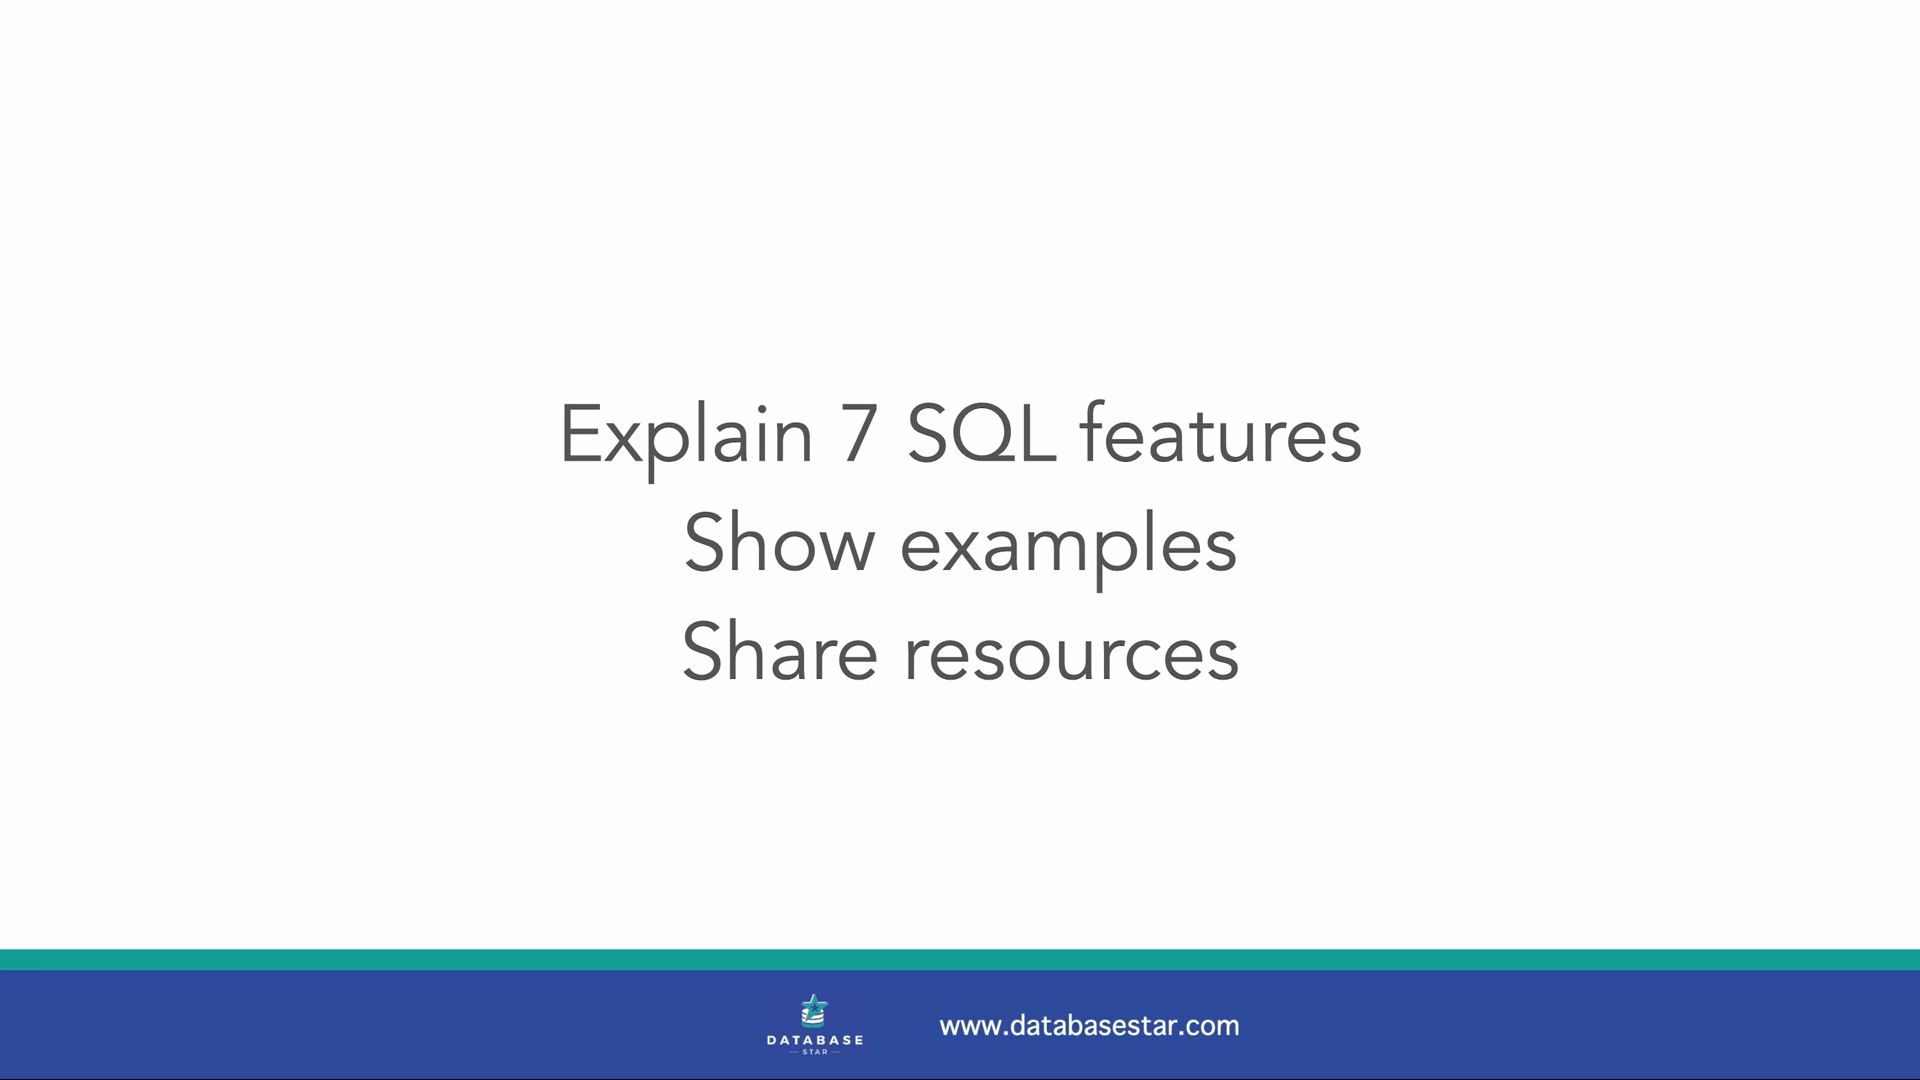 Explain 7 SQL features
Show examples
Share resources
DATABASE
STAR
www.databasestar.com